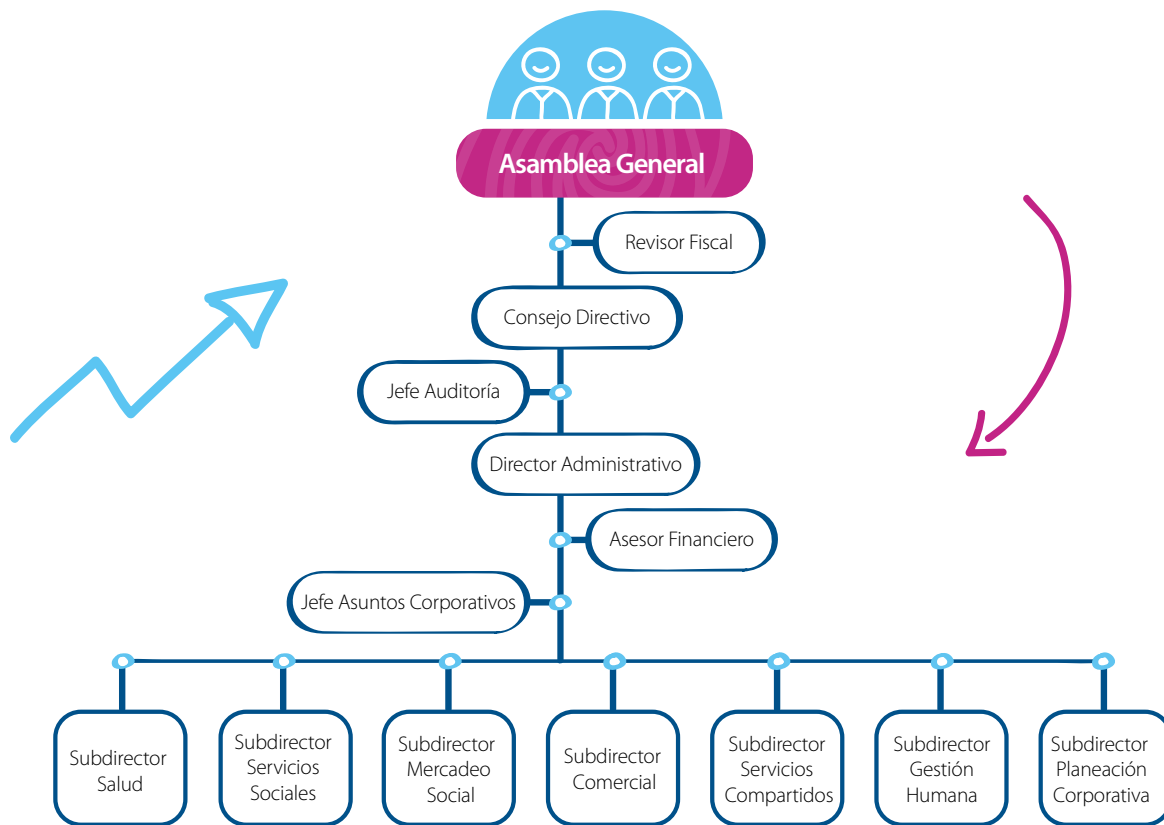 Asamblea General
Revisor Fiscal
Consejo Directivo
Jefe Auditoría
Director Administrativo
Asesor Financiero
Jefe Asuntos Corporativos
Subdirector
Salud
Subdirector
Servicios
Sociales
Subdirector
Mercadeo
Social
Subdirector
Comercial
Subdirector
Servicios
Compartidos
Subdirector
Gestión
Humana
Subdirector
Planeación
Corporativa